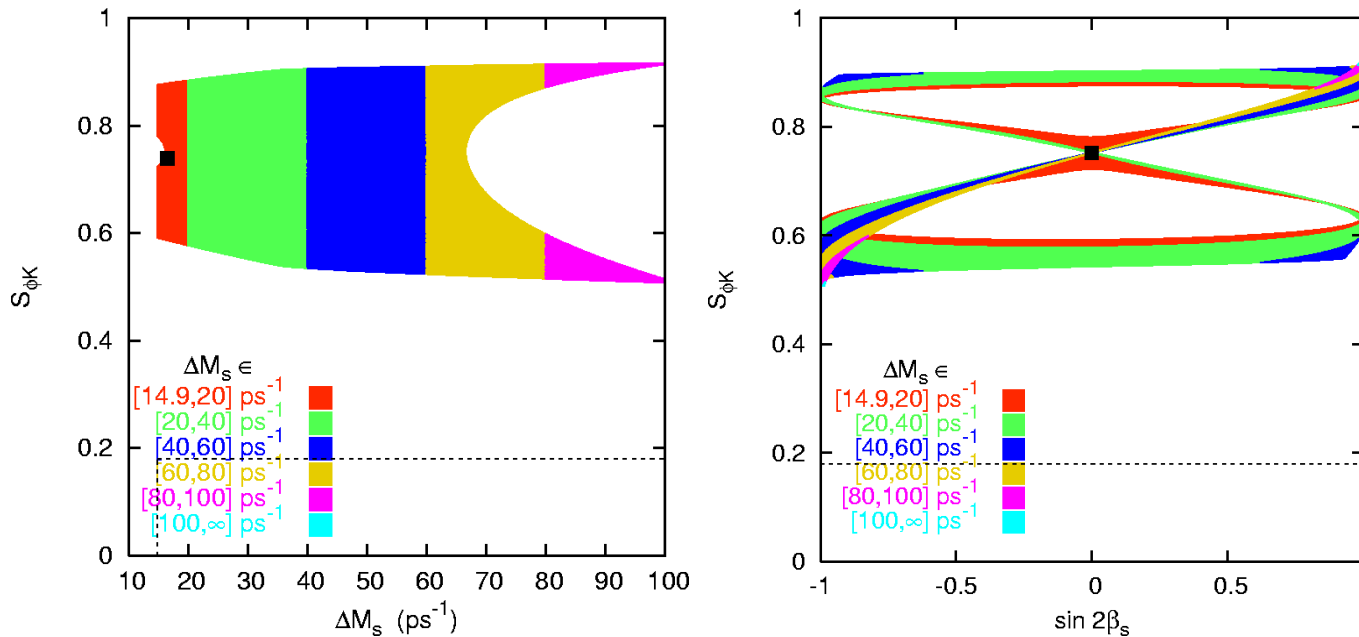 1
0.8
0.6
0.4
0.2
0
S_ϕK
ΔM_s ∈
[14.9,20] ps⁻¹
[20,40] ps⁻¹
[40,60] ps⁻¹
[60,80] ps⁻¹
[80,100] ps⁻¹
[100,∞] ps⁻¹
10 20 30 40 50 60 70 80 90 100
ΔM_s (ps⁻¹)
1
0.8
0.6
0.4
0.2
0
S_ϕK
ΔM_s ∈
[14.9,20] ps⁻¹
[20,40] ps⁻¹
[40,60] ps⁻¹
[60,80] ps⁻¹
[80,100] ps⁻¹
[100,∞] ps⁻¹
-1 -0.5 0 0.5
sin 2β_s